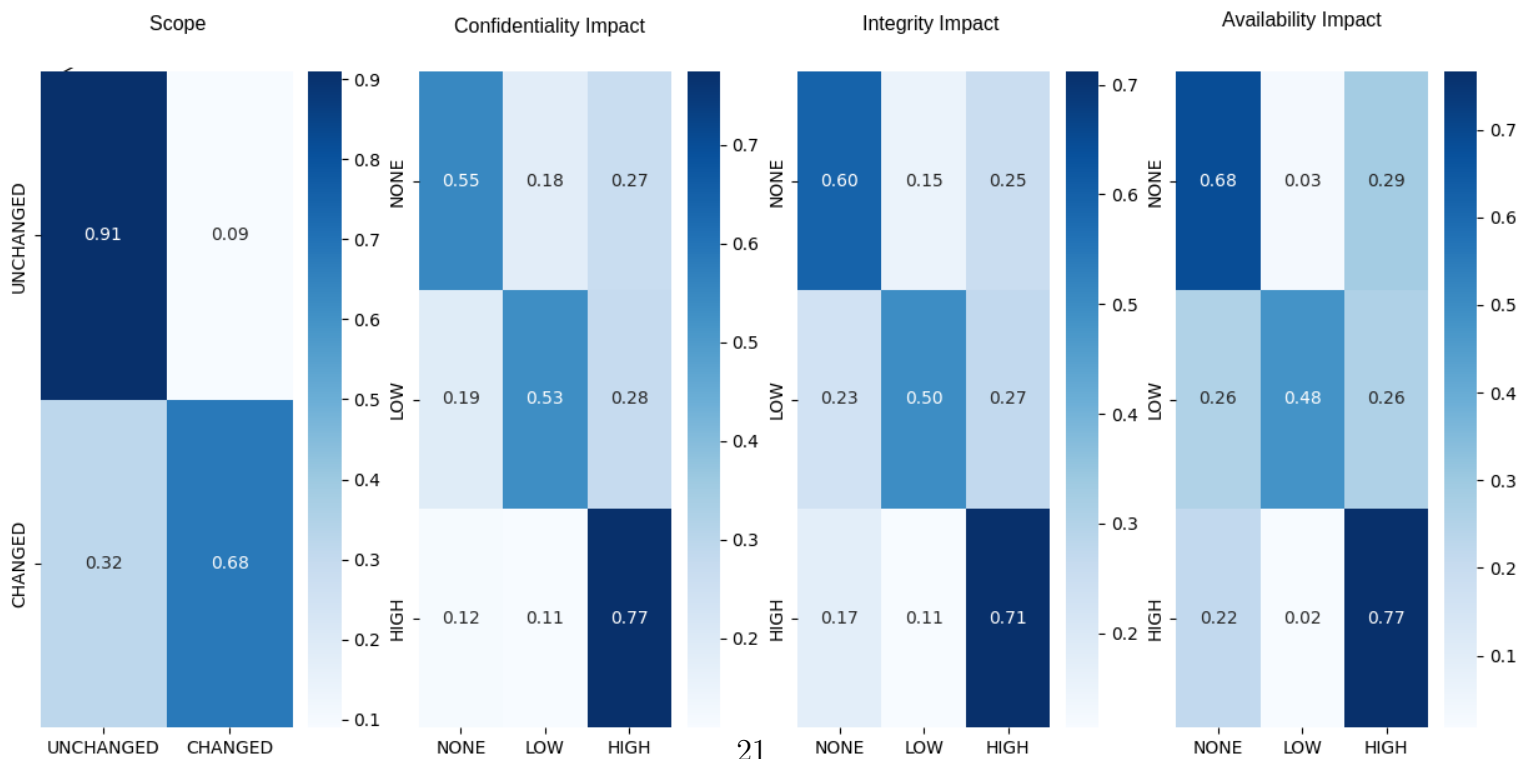 Scope
Confidentiality Impact
Integrity Impact
Availability Impact
UNCHANGED
CHANGED
0.91 0.09
0.32 0.68
UNCHANGED CHANGED
0.9
0.8
0.7
0.6
0.5
0.4
0.3
0.2
0.1
NONE
LOW
HIGH
0.55 0.18 0.27
0.19 0.53 0.28
0.12 0.11 0.77
NONE LOW HIGH
0.7
0.6
0.5
0.4
0.3
0.2
NONE
LOW
HIGH
0.60 0.15 0.25
0.23 0.50 0.27
0.17 0.11 0.71
NONE LOW HIGH
0.7
0.6
0.5
0.4
0.3
0.2
NONE
LOW
HIGH
0.68 0.03 0.29
0.26 0.48 0.26
0.22 0.02 0.77
NONE LOW HIGH
0.7
0.6
0.5
0.4
0.3
0.2
0.1
21